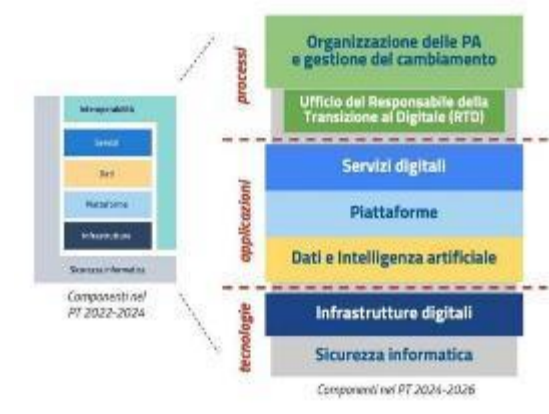 Interoperabilità
Servizi
Dati
Piattaforme
Infrastrutture
Sicurezza informatica
Componenti nel
PT 2022-2024
processi
Organizzazione delle PA
e gestione del cambiamento
Ufficio del Responsabile della
Transizione al Digitale (RTD)
applicazioni
Servizi digitali
Piattaforme
Dati e Intelligenza artificiale
tecnologie
Infrastrutture digitali
Sicurezza informatica
Componenti nel PT 2024-2026